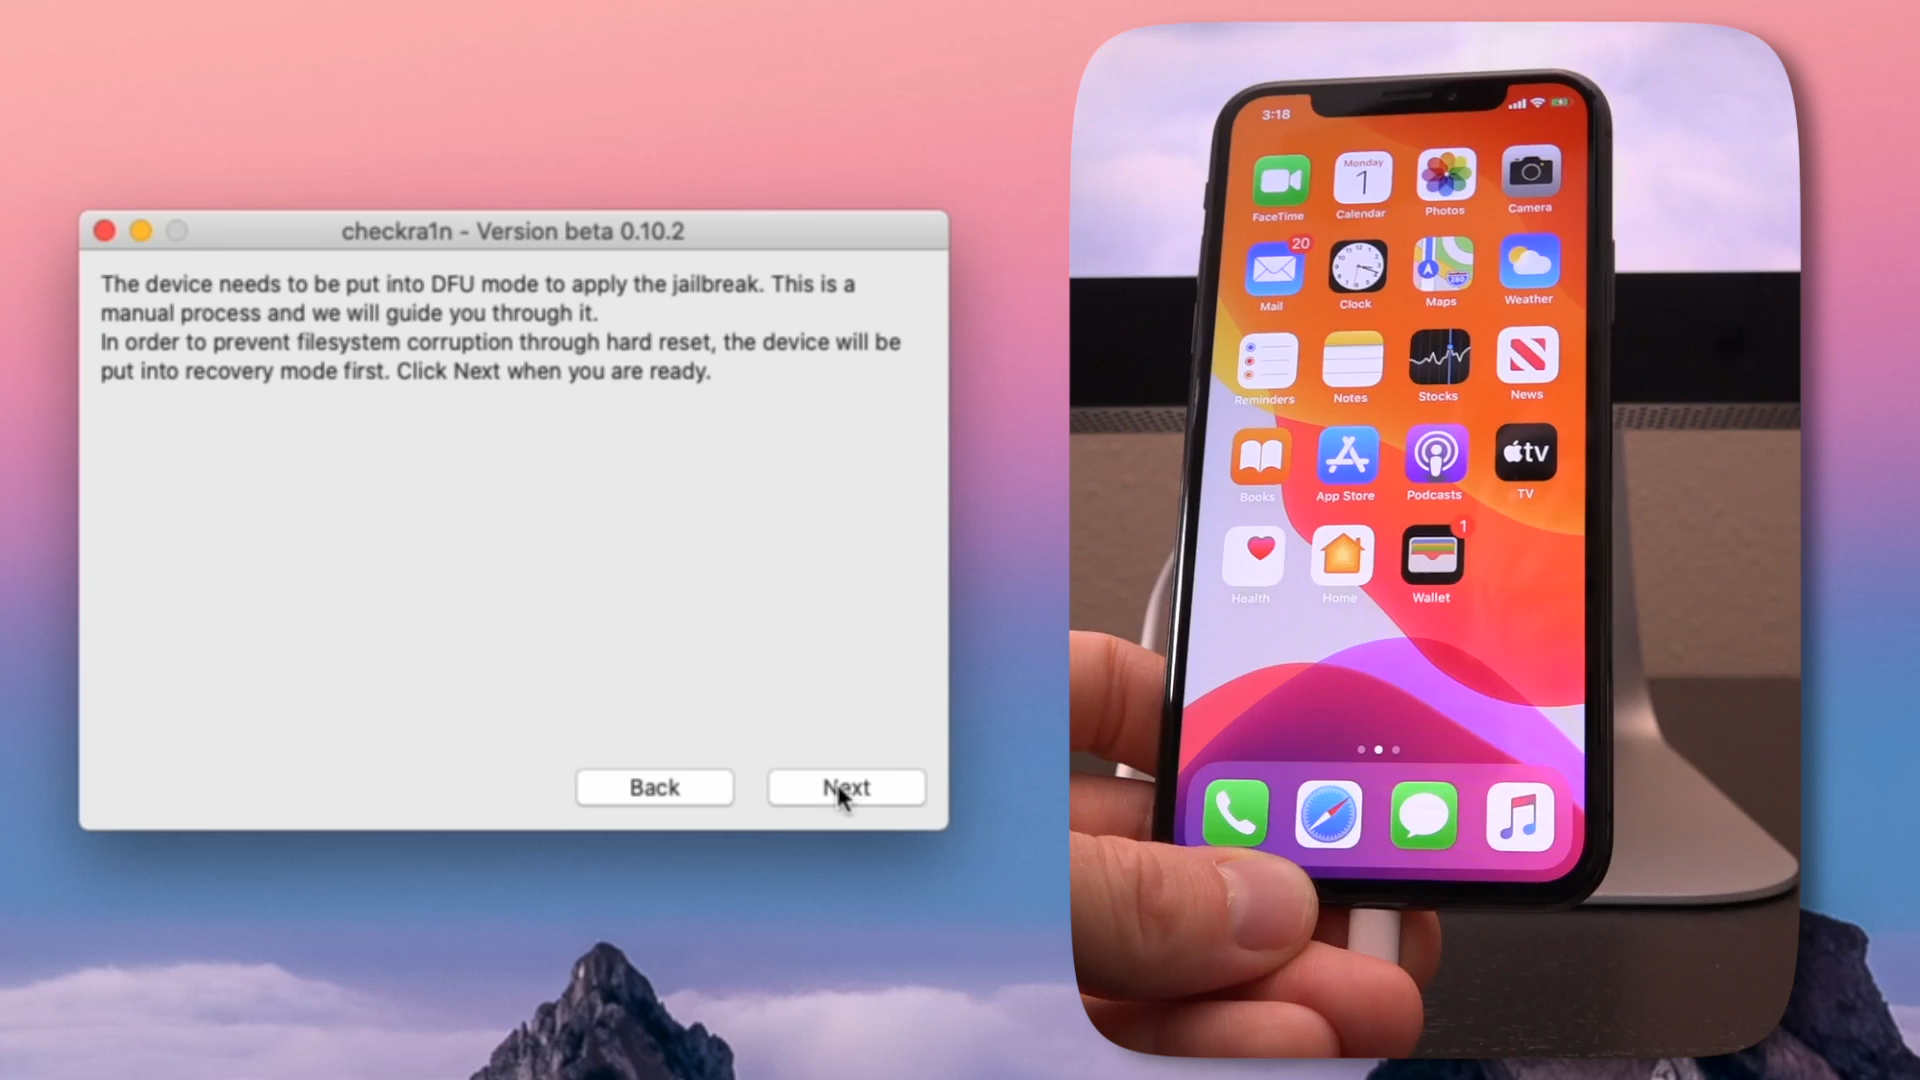 checkra1n - Version beta 0.10.2
The device needs to be put into DFU mode to apply the jailbreak. This is a
manual process and we will guide you through it.
In order to prevent filesystem corruption through hard reset, the device will be
put into recovery mode first. Click Next when you are ready.
Back Next
3:18
Monday
1
FaceTime Calendar Photos Camera
20
280
Mail Clock Maps Weather
Reminders Notes Stocks News
tv
Books App Store Podcasts TV
1
Health Home Wallet